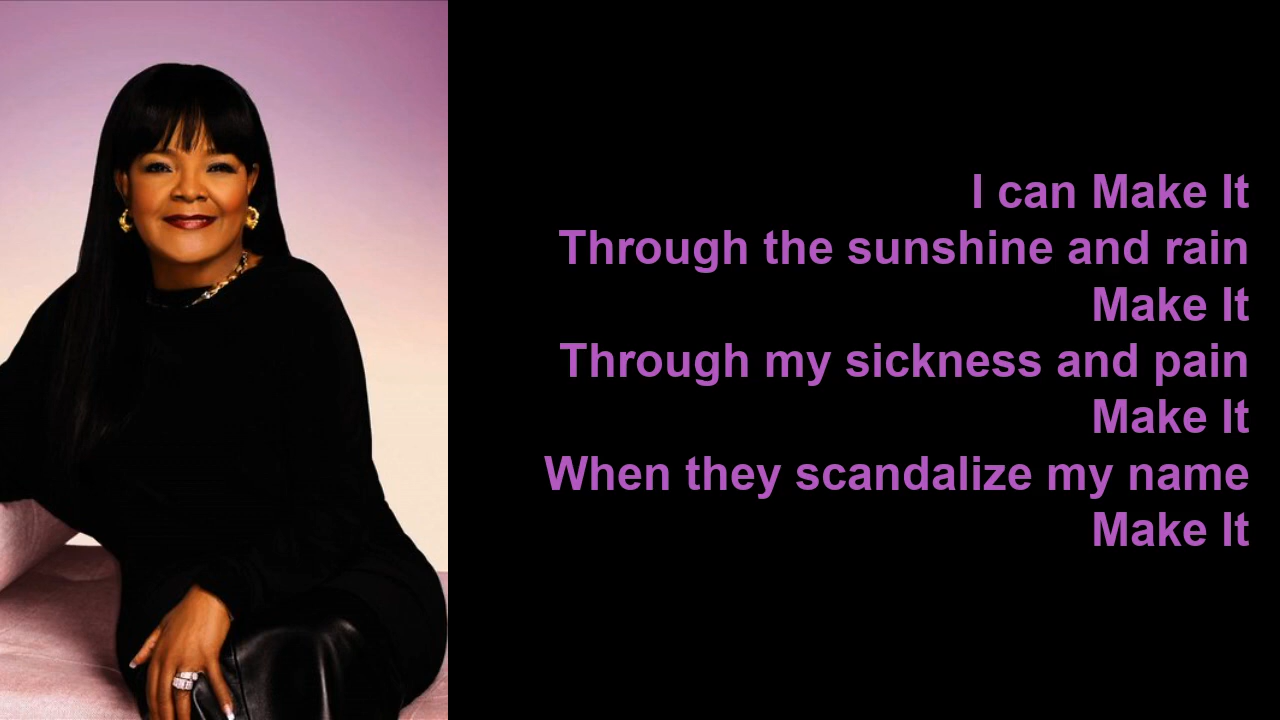 I can Make It
Through the sunshine and rain
Make It
Through my sickness and pain
Make It
When they scandalize my name
Make It